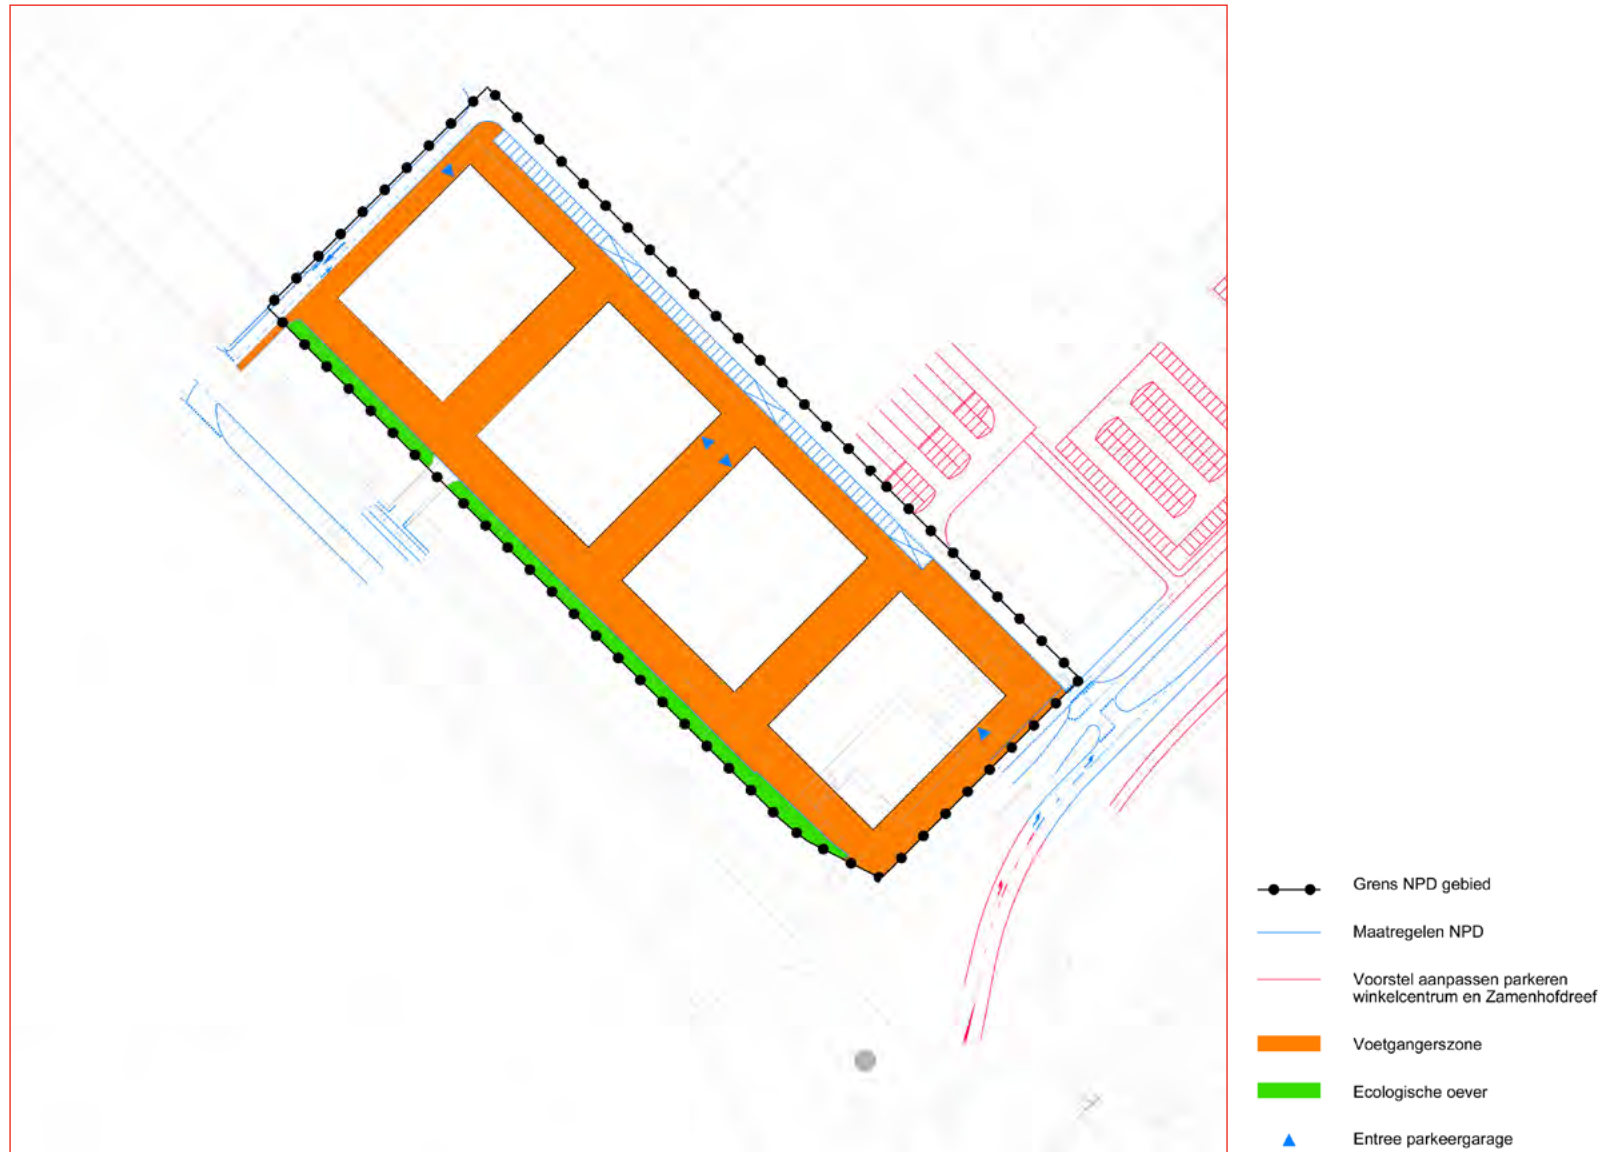 Grens NPD gebied
Maatregelen NPD
Voorstel aanpassen parkeren
winkelcentrum en Zamenhofdreef
Voetgangerszone
Ecologische oever
Entree parkeergarage